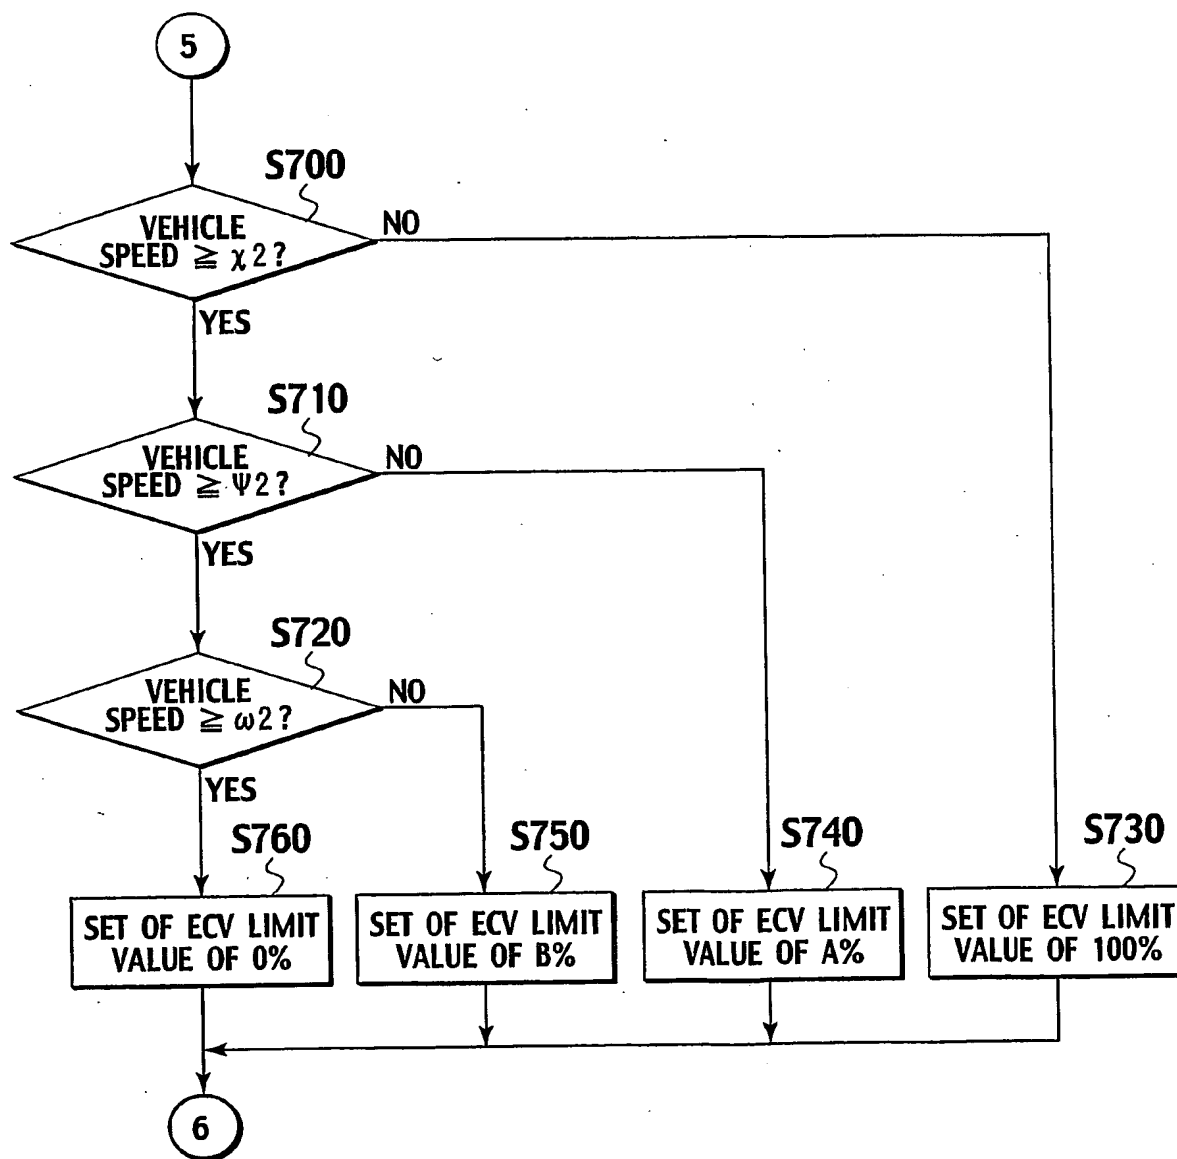 5
S700
VEHICLE
SPEED ≧ χ2?
NO
YES
S710
VEHICLE
SPEED ≧ Ψ2?
NO
YES
S720
VEHICLE
SPEED ≧ ω2?
NO
YES
S760
SET OF ECV LIMIT
VALUE OF 0%
S750
SET OF ECV LIMIT
VALUE OF B%
S740
SET OF ECV LIMIT
VALUE OF A%
S730
SET OF ECV LIMIT
VALUE OF 100%
6